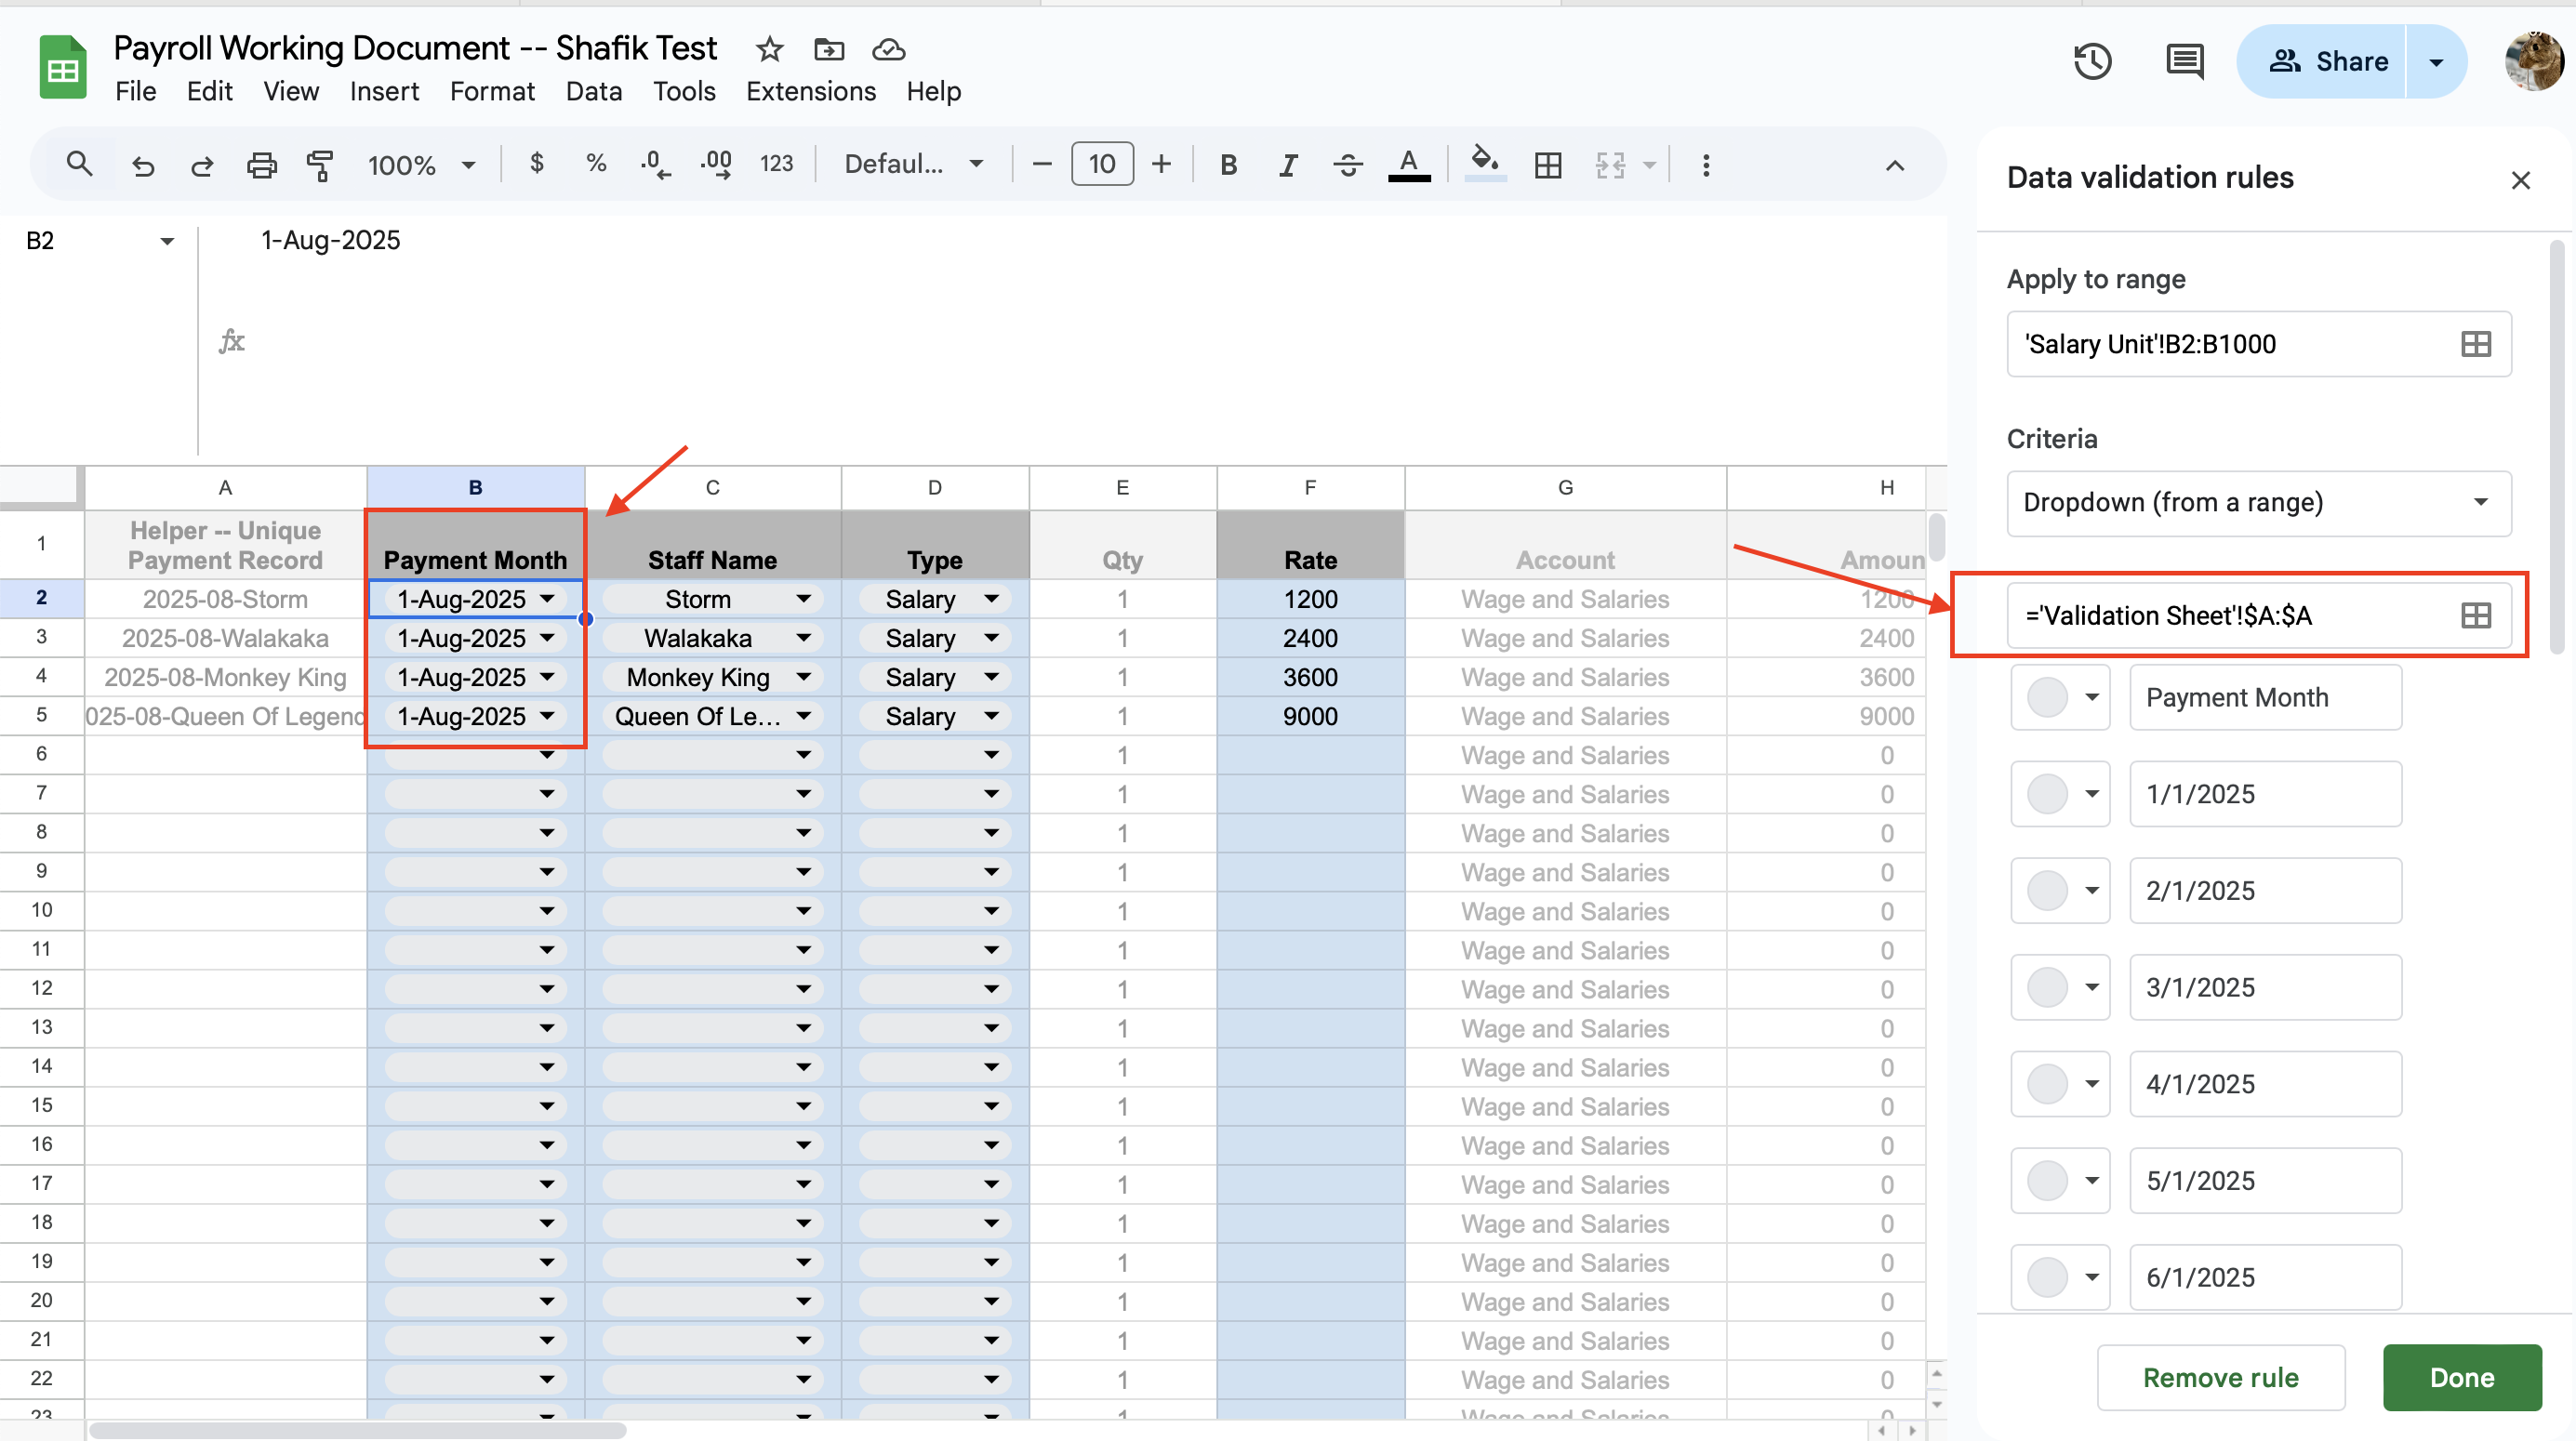 Payroll Working Document -- Shafik Test
File Edit View Insert Format Data Tools Extensions Help
Share
100% $ % .0 .00 123 Defaul... 10 B I A
B2 1-Aug-2025
fx
A B C D E F G H
1 Helper -- Unique Payment Record Payment Month Staff Name Type Qty Rate Account Amoun
2 2025-08-Storm 1-Aug-2025 Storm Salary 1 1200 Wage and Salaries 1200
3 2025-08-Walakaka 1-Aug-2025 Walakaka Salary 1 2400 Wage and Salaries 2400
4 2025-08-Monkey King 1-Aug-2025 Monkey King Salary 1 3600 Wage and Salaries 3600
5 025-08-Queen Of Legend 1-Aug-2025 Queen Of Le... Salary 1 9000 Wage and Salaries 9000
6 1 Wage and Salaries 0
7 1 Wage and Salaries 0
8 1 Wage and Salaries 0
9 1 Wage and Salaries 0
10 1 Wage and Salaries 0
11 1 Wage and Salaries 0
12 1 Wage and Salaries 0
13 1 Wage and Salaries 0
14 1 Wage and Salaries 0
15 1 Wage and Salaries 0
16 1 Wage and Salaries 0
17 1 Wage and Salaries 0
18 1 Wage and Salaries 0
19 1 Wage and Salaries 0
20 1 Wage and Salaries 0
21 1 Wage and Salaries 0
22 1 Wage and Salaries 0
23 1 Wage and Salaries 0
Data validation rules
Apply to range
'Salary Unit'!B2:B1000
Criteria
Dropdown (from a range)
='Validation Sheet'!$A:$A
Payment Month
1/1/2025
2/1/2025
3/1/2025
4/1/2025
5/1/2025
6/1/2025
Remove rule Done